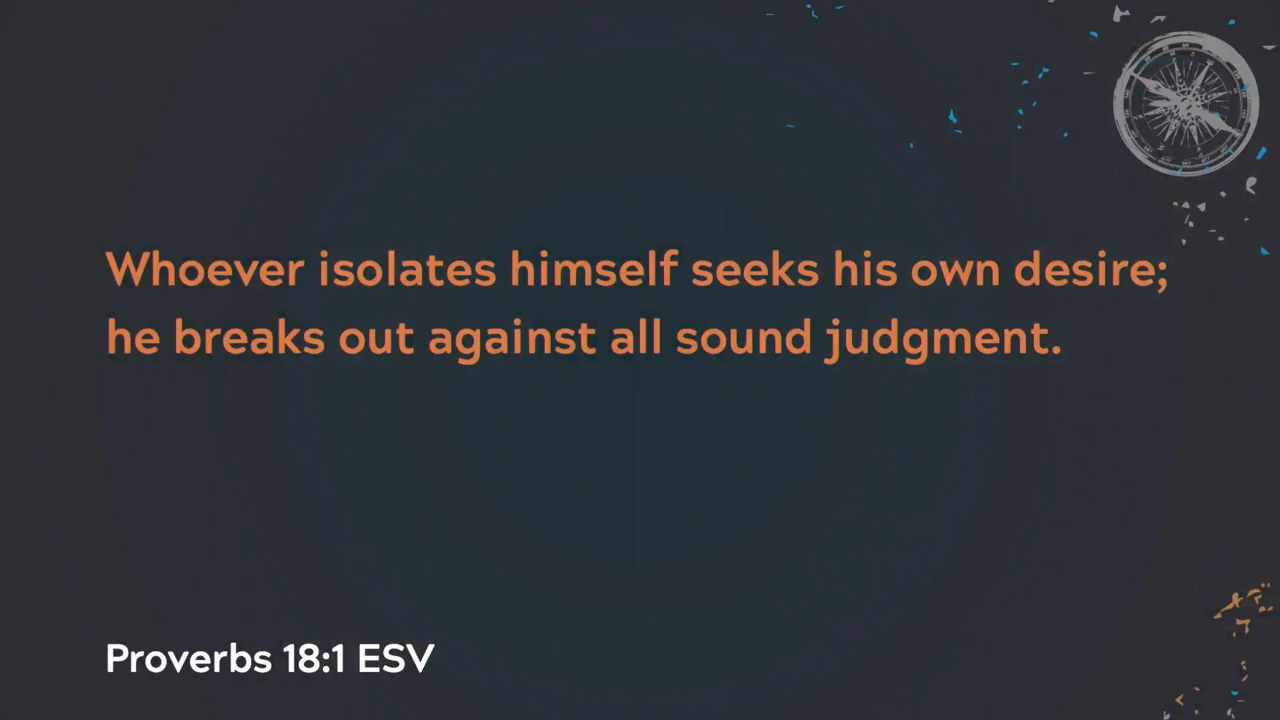 Whoever isolates himself seeks his own desire;
he breaks out against all sound judgment.
Proverbs 18:1 ESV